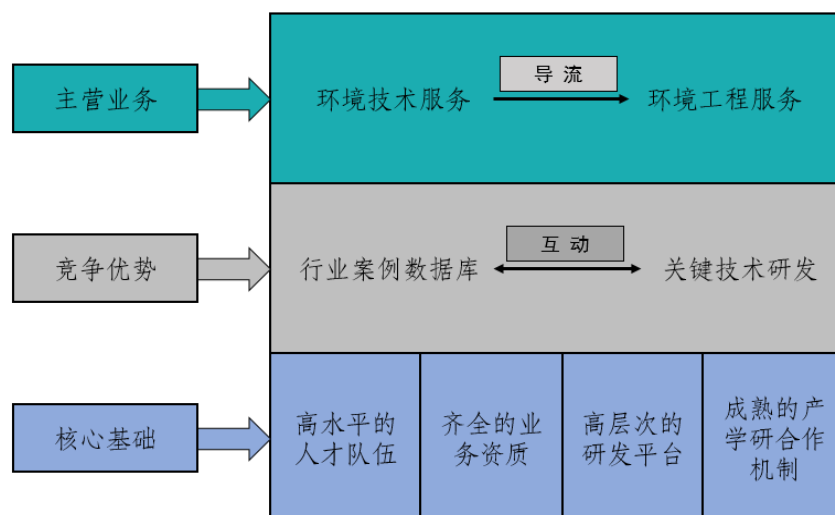 主营业务
环境技术服务
导流
环境工程服务
竞争优势
行业案例数据库
互动
关键技术研发
核心基础
高水平的
人才队伍
齐全的业
务资质
高层次的
研发平台
成熟的产
学研合作
机制